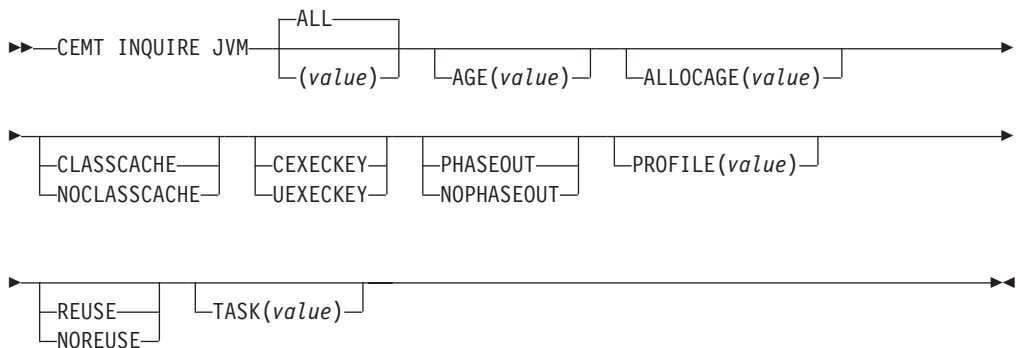 ALL
CEMT INQUIRE JVM
(value) AGE(value) ALLOCAGE(value)
CLASSCACHE CEXECKEY PHASEOUT PROFILE(value)
NOCLASSCACHE UEXECKEY NOPHASEOUT
REUSE TASK(value)
NOREUSE